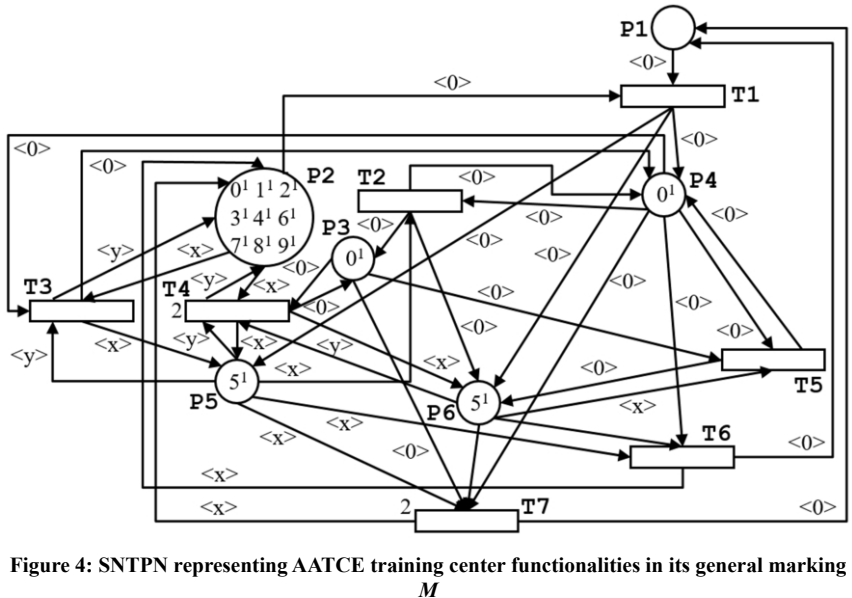 P1
<0>
<0>
T1
<0>
<0>
<0>
<0>
P2
T2
P4
0¹ 1¹ 2¹
3¹ 4¹ 6¹
7¹ 8¹ 9¹
0¹
<0>
<0>
P3
<y>
<x>
<0>
<0>
0¹
<0>
<y>
<x>
<0>
T3
T4
2
<0>
<0>
<0>
<0>
<0>
<y>
<x>
<y>
<x>
<y>
<x>
<0>
<x>
T5
5¹
P5
5¹
P6
<x>
<x>
<x>
<0>
T6
<0>
<x>
<x>
2
T7
<0>
Figure 4: SNTPN representing AATCE training center functionalities in its general marking
M